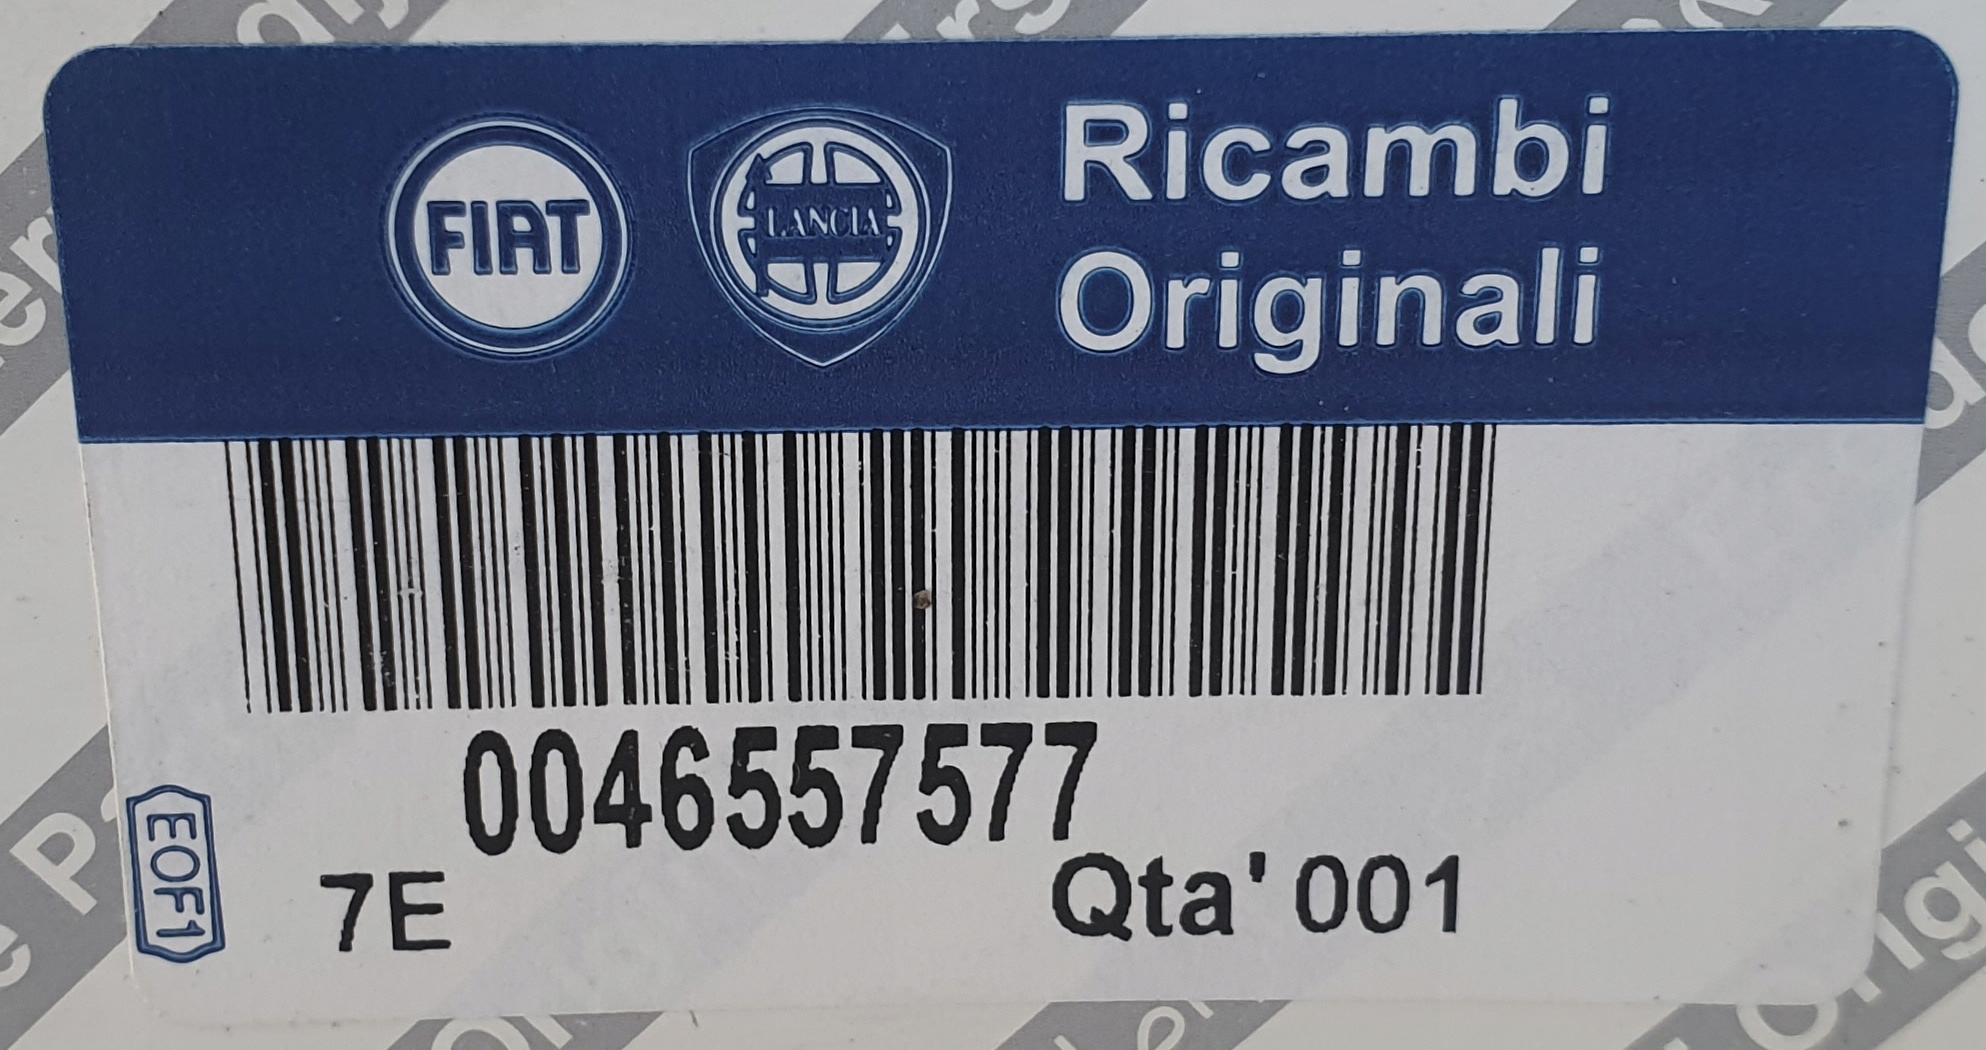 FIAT
LANCIA
Ricambi
Originali
0046557577
7E
Qta' 001
EOF1